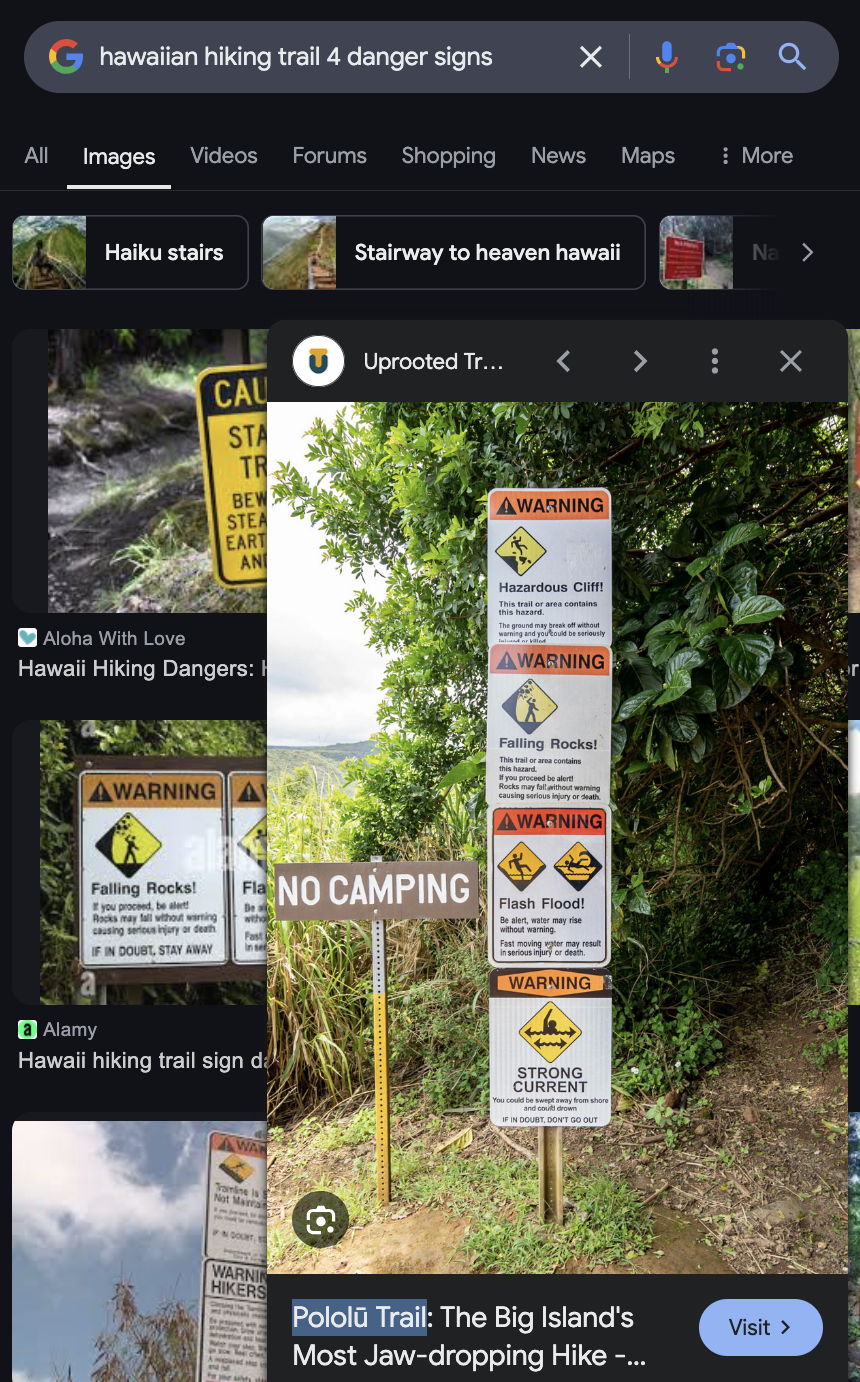 hawaiian hiking trail 4 danger signs
All Images Videos Forums Shopping News Maps More
Haiku stairs
Stairway to heaven hawaii
Na
Uprooted Tr...
CAU
STA
TR
BEW
STEA
EART
AN
Aloha With Love
Hawaii Hiking Dangers: H
WARNING
Falling Rocks!
If you proceed, be alert!
Rocks may fall without warning
causing serious injury or death.
IF IN DOUBT, STAY AWAY
Fla
Be al
witho
Fast
in se
alam
a
a Alamy
Hawaii hiking trail sign da
WA
Tramline is
Not Maintai
WARNIN
HIKERS
WARNING
Hazardous Cliff!
This trail or area contains
this hazard.
The ground may break off without
warning and you could be seriously
injured or killed.
WARNING
Falling Rocks!
This trail or area contains
this hazard.
If you proceed be alert!
Rocks may fall without warning
causing serious injury or death.
WARNING
Flash Flood!
Be alert, water may rise
without warning.
Fast moving water may result
in serious injury or death.
WARNING
STRONG
CURRENT
You could be swept away from shore
and could drown
IF IN DOUBT, DON'T GO OUT
NO CAMPING
Pololū Trail: The Big Island's
Most Jaw-dropping Hike -...
Visit
or